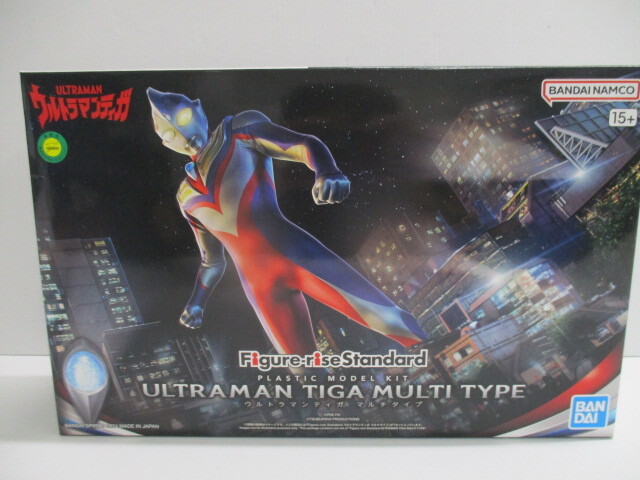 ULTRAMAN
ウルトラマンティガ
BANDAI NAMCO
15+
Figure-riseStandard
PLASTIC MODEL KIT
ULTRAMAN TIGA MULTI TYPE
ウルトラマンティガ マルチタイプ
BAN
DAI
MADE IN JAPAN